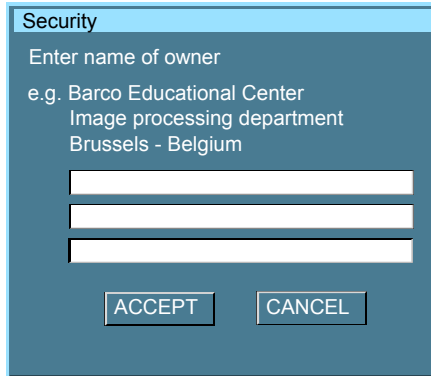 Security
Enter name of owner
e.g. Barco Educational Center
Image processing department
Brussels - Belgium
ACCEPT CANCEL